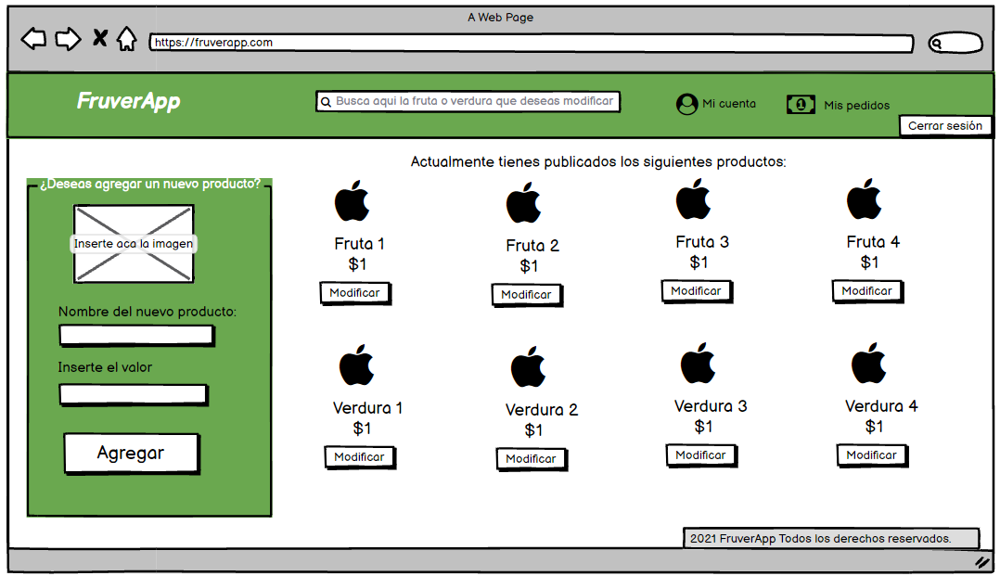 A Web Page
https://fruverapp.com
FruverApp
Busca aqui la fruta o verdura que deseas modificar
Mi cuenta
1
Mis pedidos
Cerrar sesión
¿Deseas agregar un nuevo producto?
Inserte aca la imagen
Nombre del nuevo producto:
Inserte el valor
Agregar
Actualmente tienes publicados los siguientes productos:
Fruta 1
$1
Modificar
Fruta 2
$1
Modificar
Fruta 3
$1
Modificar
Fruta 4
$1
Modificar
Verdura 1
$1
Modificar
Verdura 2
$1
Modificar
Verdura 3
$1
Modificar
Verdura 4
$1
Modificar
2021 FruverApp Todos los derechos reservados.